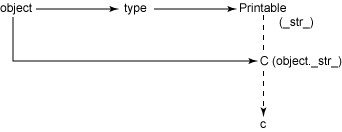 object type Printable
(_str_)
C (object._str_)
c